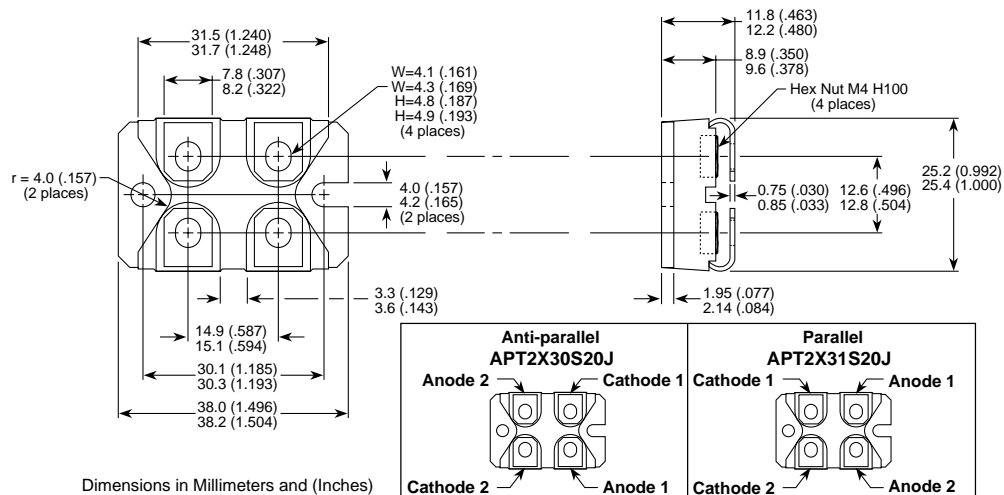 31.5 (1.240)
31.7 (1.248)
7.8 (.307)
8.2 (.322)
W=4.1 (.161)
W=4.3 (.169)
H=4.8 (.187)
H=4.9 (.193)
(4 places)
r = 4.0 (.157)
(2 places)
4.0 (.157)
4.2 (.165)
(2 places)
3.3 (.129)
3.6 (.143)
14.9 (.587)
15.1 (.594)
30.1 (1.185)
30.3 (1.193)
38.0 (1.496)
38.2 (1.504)
11.8 (.463)
12.2 (.480)
8.9 (.350)
9.6 (.378)
Hex Nut M4 H100
(4 places)
0.75 (.030)
0.85 (.033)
12.6 (.496)
12.8 (.504)
25.2 (0.992)
25.4 (1.000)
1.95 (.077)
2.14 (.084)
Anti-parallel
APT2X30S20J
Anode 2
Cathode 1
Cathode 2
Anode 1
Parallel
APT2X31S20J
Cathode 1
Anode 1
Cathode 2
Anode 2
Dimensions in Millimeters and (Inches)